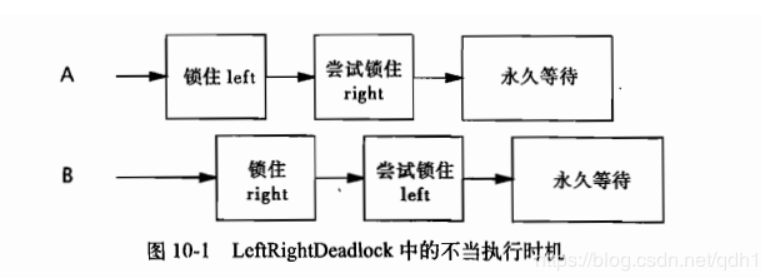 A
锁住 left
尝试锁住
right
永久等待
B
锁住
right
尝试锁住
left
永久等待
图 10-1 LeftRightDeadlock 中的不当执行时机
https://blog.csdn.net/qdh1